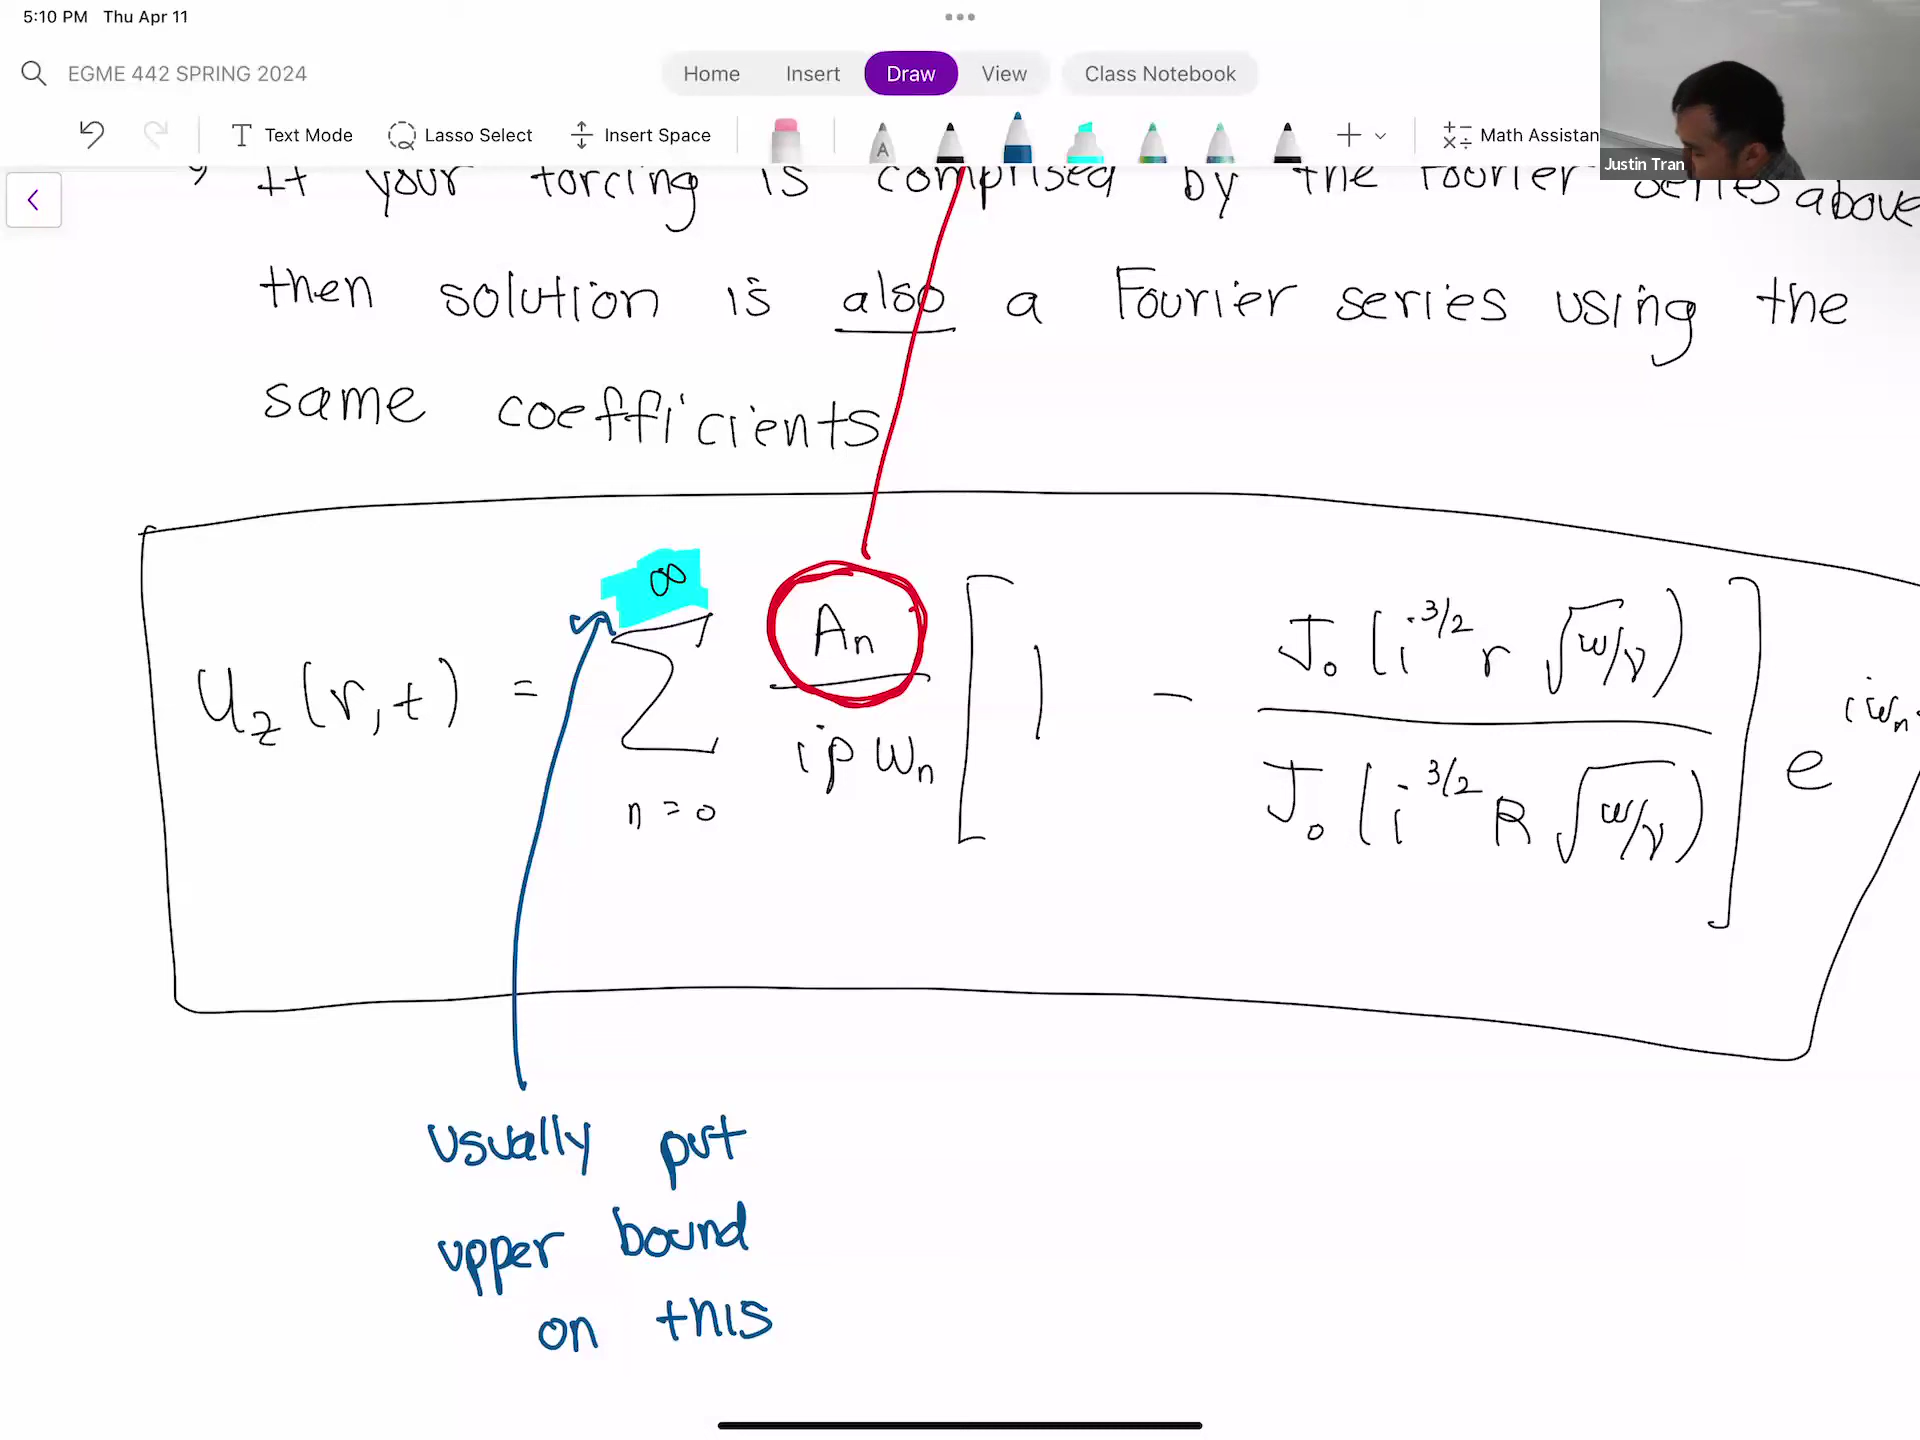 5:10 PM Thu Apr 11
EGME 442 SPRING 2024
Home Insert Draw View Class Notebook
Text Mode Lasso Select Insert Space Math Assistan
Justin Tran
If your forcing is comprised by the Fourier series above
then solution is also a Fourier series using the
same coefficients
u_z (r,t) = ∑_{n=0}^{∞} A_n / (iρω_n) [ 1 − J_0 (i^{3/2} r √(ω/ν)) / J_0 (i^{3/2} R √(ω/ν)) ] e^{iω_n
usually put
upper bound
on this